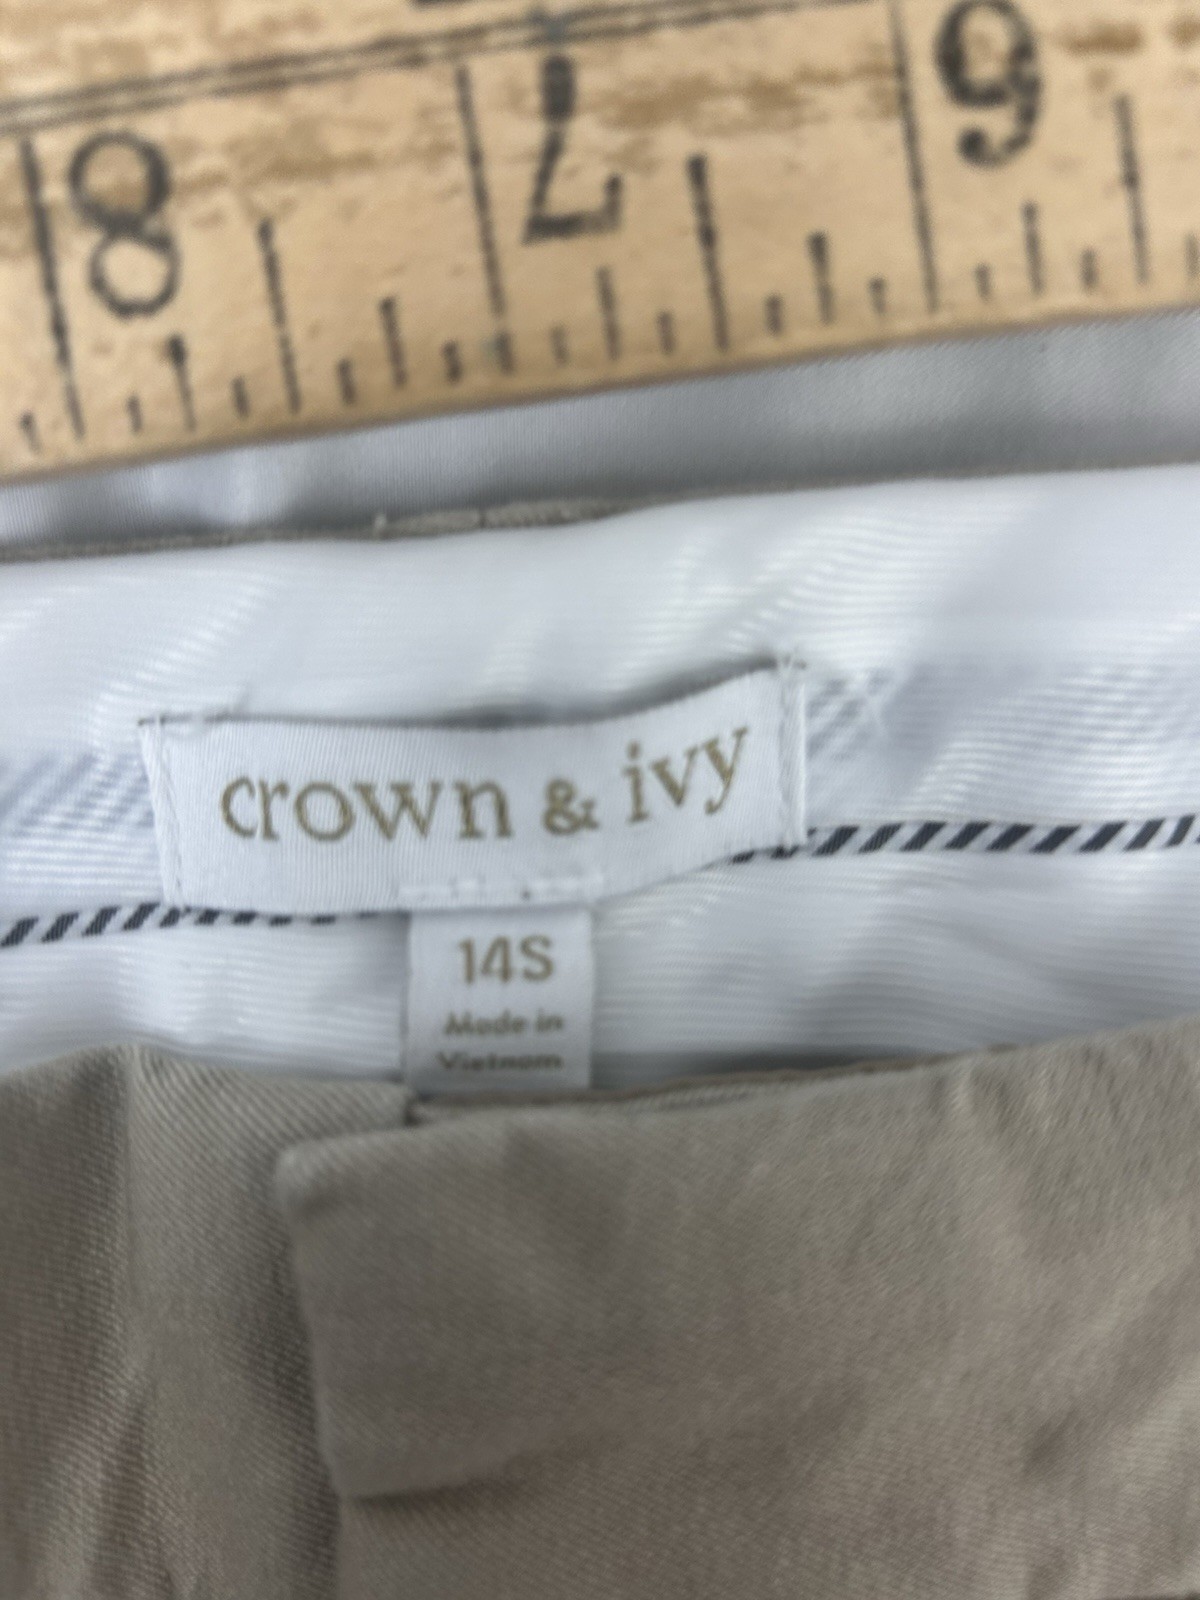 8 7 6
crown & ivy
14S
Made in
Vietnam